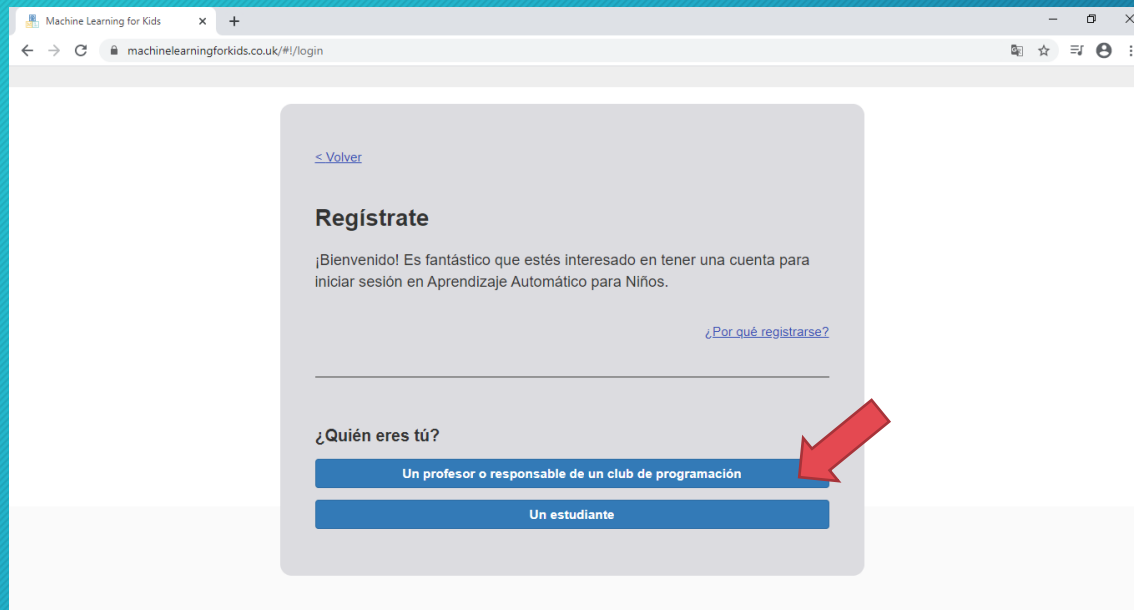 Machine Learning for Kids
machinelearningforkids.co.uk/#!/login
< Volver
Regístrate
¡Bienvenido! Es fantástico que estés interesado en tener una cuenta para
iniciar sesión en Aprendizaje Automático para Niños.
¿Por qué registrarse?
¿Quién eres tú?
Un profesor o responsable de un club de programación
Un estudiante